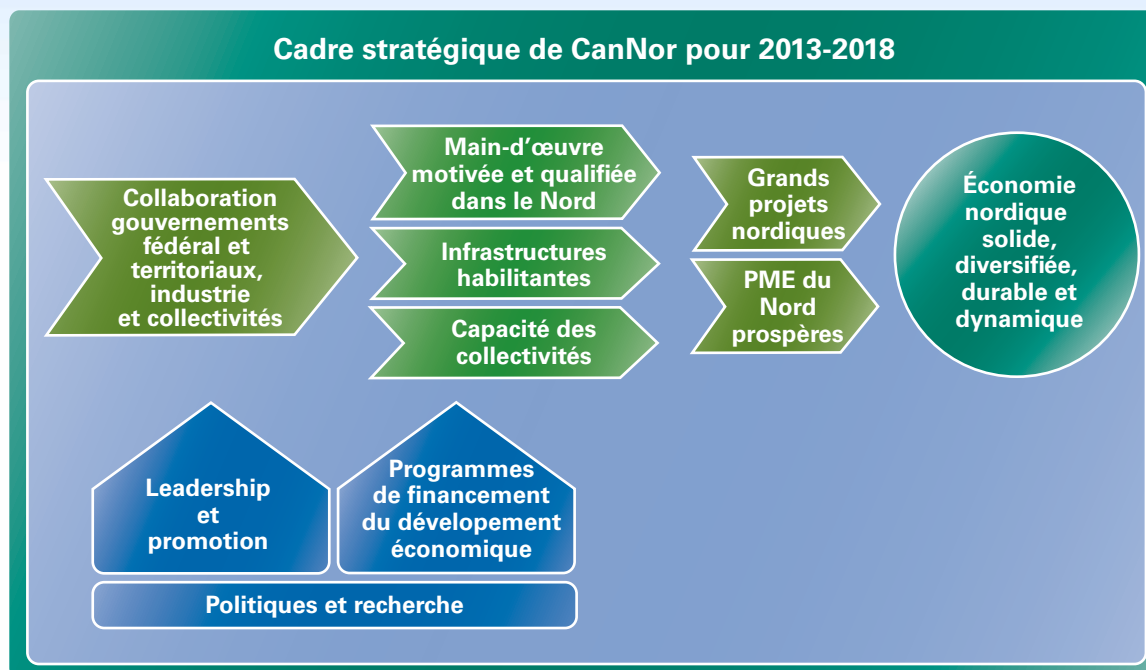 Cadre stratégique de CanNor pour 2013-2018
Collaboration
gouvernements
fédéral et
territoriaux,
industrie
et collectivités
Main-d’œuvre
motivée et qualifiée
dans le Nord
Infrastructures
habilitantes
Capacité des
collectivités
Grands
projets
nordiques
PME du
Nord
prospères
Économie
nordique
solide,
diversifiée,
durable et
dynamique
Leadership
et
promotion
Programmes
de financement
du dévelopement
économique
Politiques et recherche